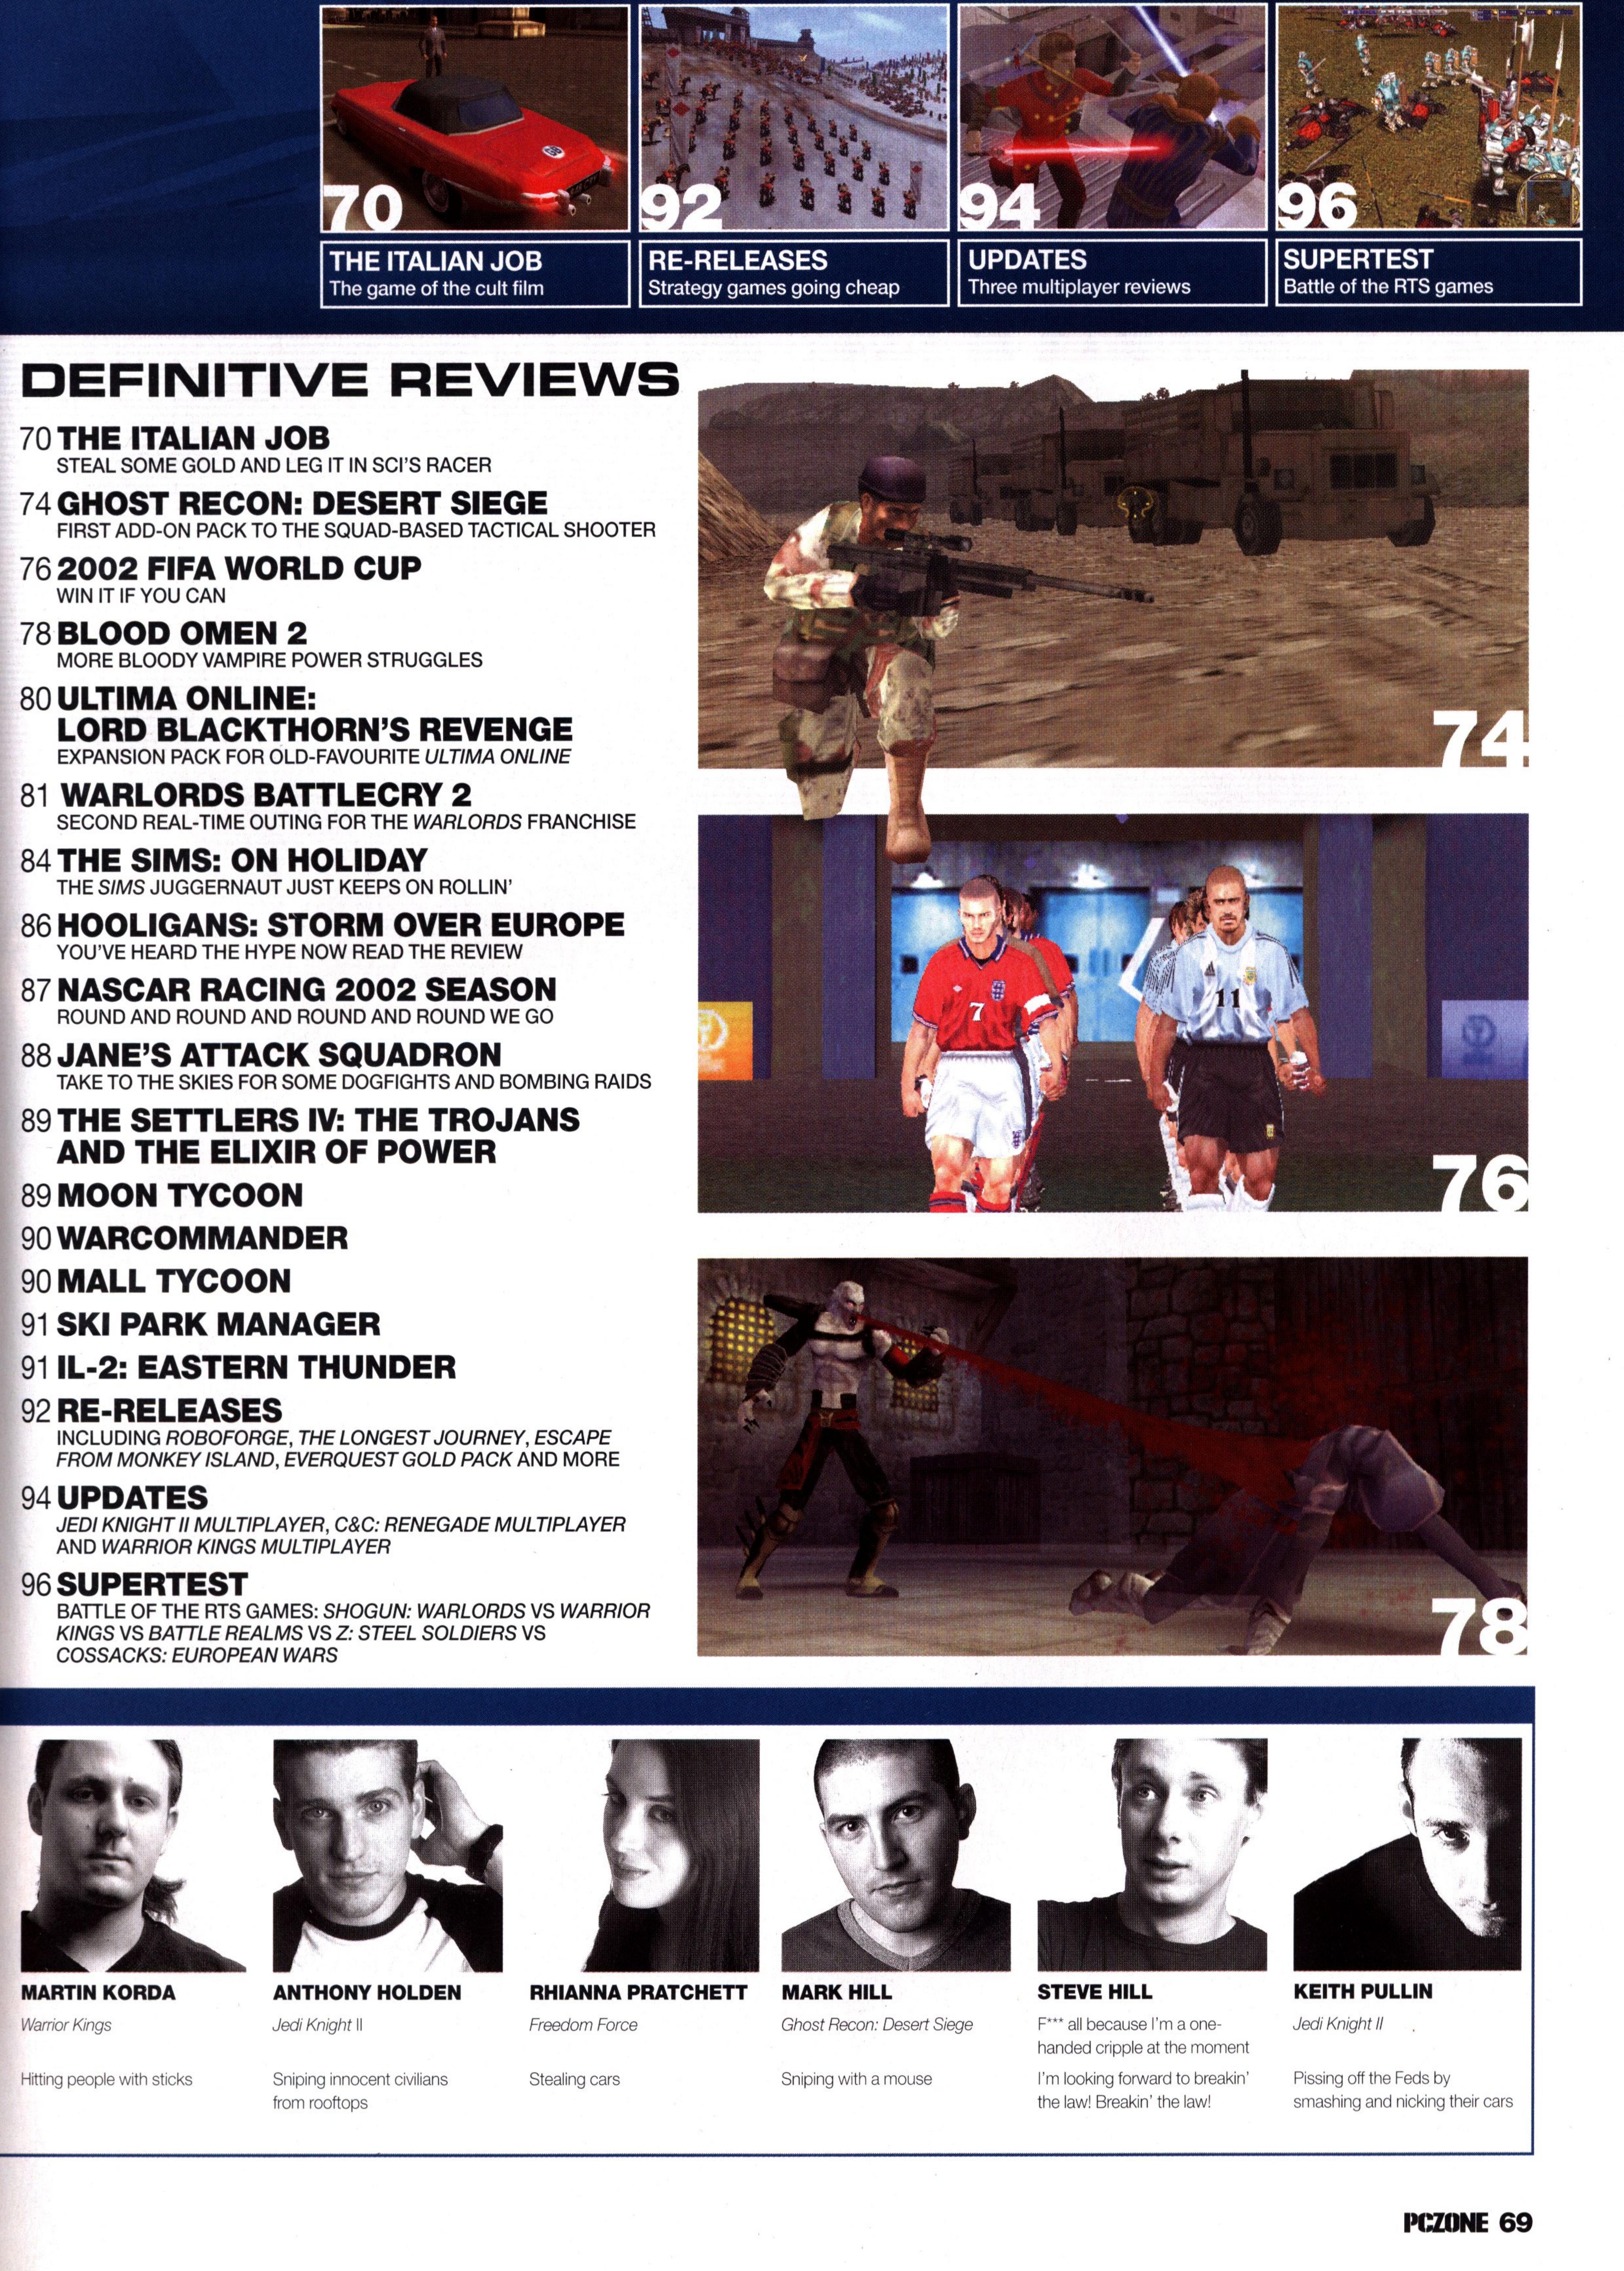 70
92
94
96
THE ITALIAN JOB
The game of the cult film
RE-RELEASES
Strategy games going cheap
UPDATES
Three multiplayer reviews
SUPERTEST
Battle of the RTS games
DEFINITIVE REVIEWS
70 THE ITALIAN JOB
STEAL SOME GOLD AND LEG IT IN SCI'S RACER
74 GHOST RECON: DESERT SIEGE
FIRST ADD-ON PACK TO THE SQUAD-BASED TACTICAL SHOOTER
76 2002 FIFA WORLD CUP
WIN IT IF YOU CAN
78 BLOOD OMEN 2
MORE BLOODY VAMPIRE POWER STRUGGLES
80 ULTIMA ONLINE:
LORD BLACKTHORN'S REVENGE
EXPANSION PACK FOR OLD-FAVOURITE ULTIMA ONLINE
81 WARLORDS BATTLECRY 2
SECOND REAL-TIME OUTING FOR THE WARLORDS FRANCHISE
84 THE SIMS: ON HOLIDAY
THE SIMS JUGGERNAUT JUST KEEPS ON ROLLIN'
86 HOOLIGANS: STORM OVER EUROPE
YOU'VE HEARD THE HYPE NOW READ THE REVIEW
87 NASCAR RACING 2002 SEASON
ROUND AND ROUND AND ROUND AND ROUND WE GO
88 JANE'S ATTACK SQUADRON
TAKE TO THE SKIES FOR SOME DOGFIGHTS AND BOMBING RAIDS
89 THE SETTLERS IV: THE TROJANS
AND THE ELIXIR OF POWER
89 MOON TYCOON
90 WARCOMMANDER
90 MALL TYCOON
91 SKI PARK MANAGER
91 IL-2: EASTERN THUNDER
92 RE-RELEASES
INCLUDING ROBOFORGE, THE LONGEST JOURNEY, ESCAPE
FROM MONKEY ISLAND, EVERQUEST GOLD PACK AND MORE
94 UPDATES
JEDI KNIGHT II MULTIPLAYER, C&C: RENEGADE MULTIPLAYER
AND WARRIOR KINGS MULTIPLAYER
96 SUPERTEST
BATTLE OF THE RTS GAMES: SHOGUN: WARLORDS VS WARRIOR
KINGS VS BATTLE REALMS VS Z: STEEL SOLDIERS VS
COSSACKS: EUROPEAN WARS
74
7
11
76
78
MARTIN KORDA
Warrior Kings
Hitting people with sticks
ANTHONY HOLDEN
Jedi Knight II
Sniping innocent civilians
from rooftops
RHIANNA PRATCHETT
Freedom Force
Stealing cars
MARK HILL
Ghost Recon: Desert Siege
Sniping with a mouse
STEVE HILL
F*** all because I'm a one-
handed cripple at the moment
I'm looking forward to breakin'
the law! Breakin' the law!
KEITH PULLIN
Jedi Knight II
Pissing off the Feds by
smashing and nicking their cars
PCZONE 69